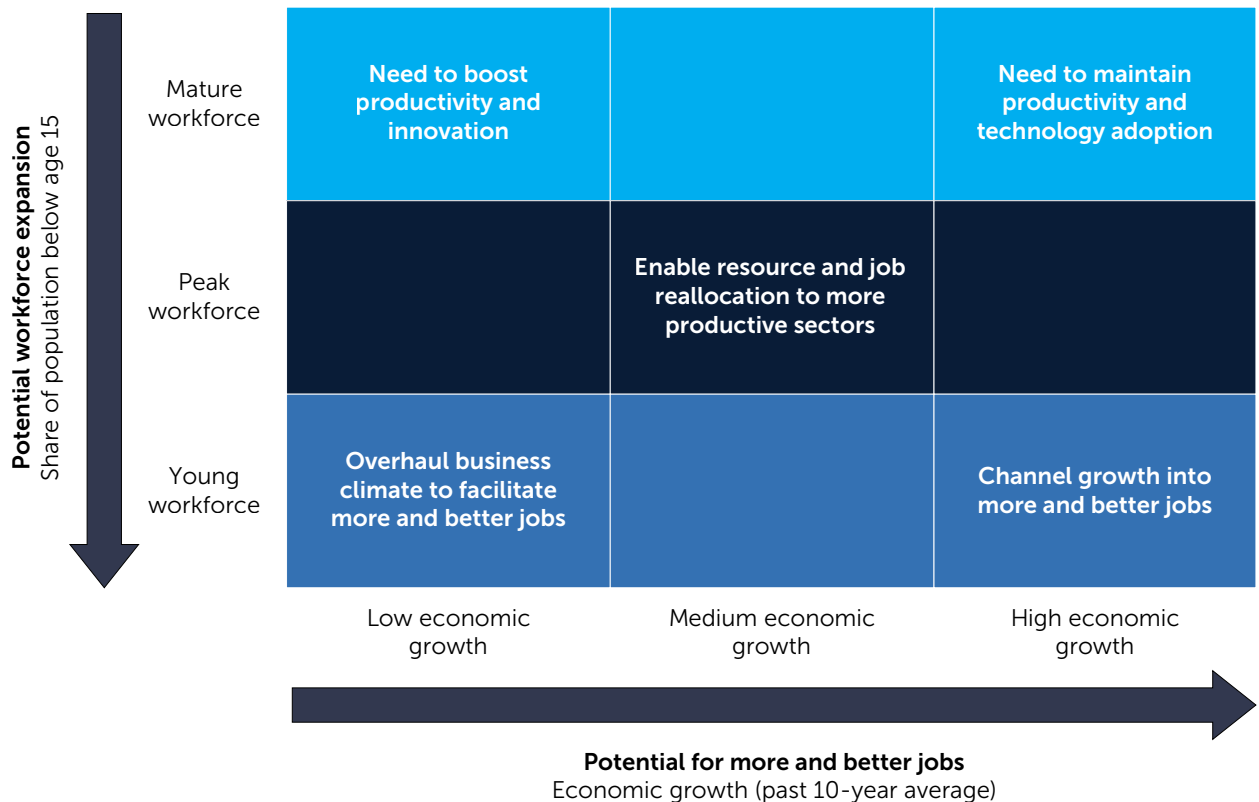 Potential workforce expansion
Share of population below age 15
Mature
workforce
Need to boost
productivity and
innovation
Need to maintain
productivity and
technology adoption
Peak
workforce
Enable resource and job
reallocation to more
productive sectors
Young
workforce
Overhaul business
climate to facilitate
more and better jobs
Channel growth into
more and better jobs
Low economic
growth
Medium economic
growth
High economic
growth
Potential for more and better jobs
Economic growth (past 10-year average)